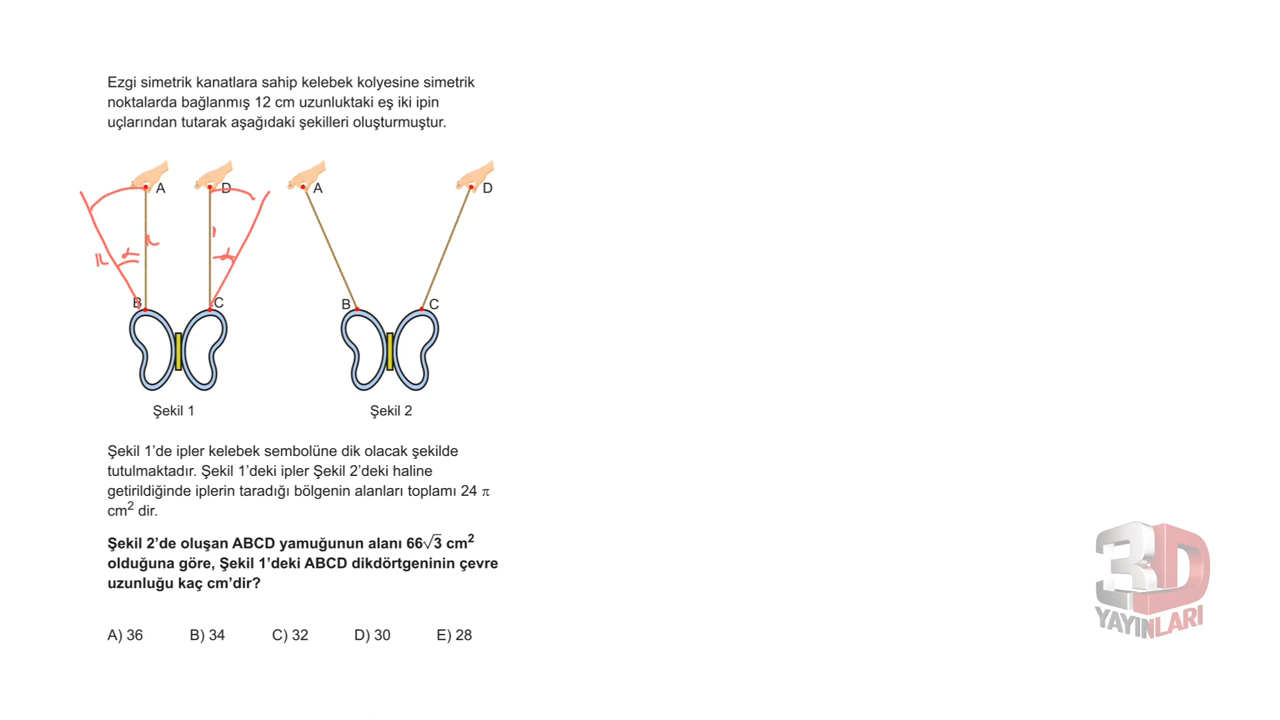 Ezgi simetrik kanatlara sahip kelebek kolyesine simetrik
noktalarda bağlanmış 12 cm uzunluktaki eş iki ipin
uçlarından tutarak aşağıdaki şekilleri oluşturmuştur.
A D A D
B C B C
Şekil 1 Şekil 2
Şekil 1’de ipler kelebek sembolüne dik olacak şekilde
tutulmaktadır. Şekil 1’deki ipler Şekil 2’deki haline
getirildiğinde iplerin taradığı bölgenin alanları toplamı 24 π
cm² dir.
Şekil 2’de oluşan ABCD yamuğunun alanı 66√3 cm²
olduğuna göre, Şekil 1’deki ABCD dikdörtgeninin çevre
uzunluğu kaç cm’dir?
A) 36 B) 34 C) 32 D) 30 E) 28
3D
YAYINLARI